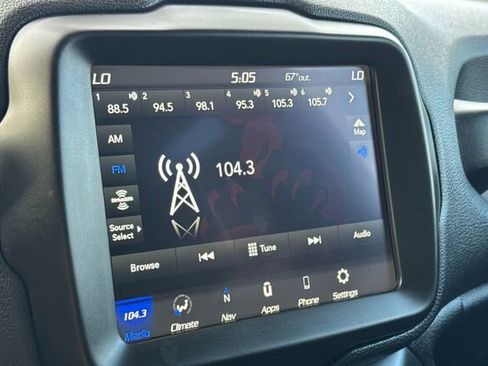 LO 5:05 67°out. LO
1 2 3 4 5 6
88.5 94.5 98.1 95.3 105.3 105.7
AM
Map
FM
104.3
SiriusXM
Source
Select
Browse Tune Audio
104.3 N
Media Climate Nav Apps Phone Settings